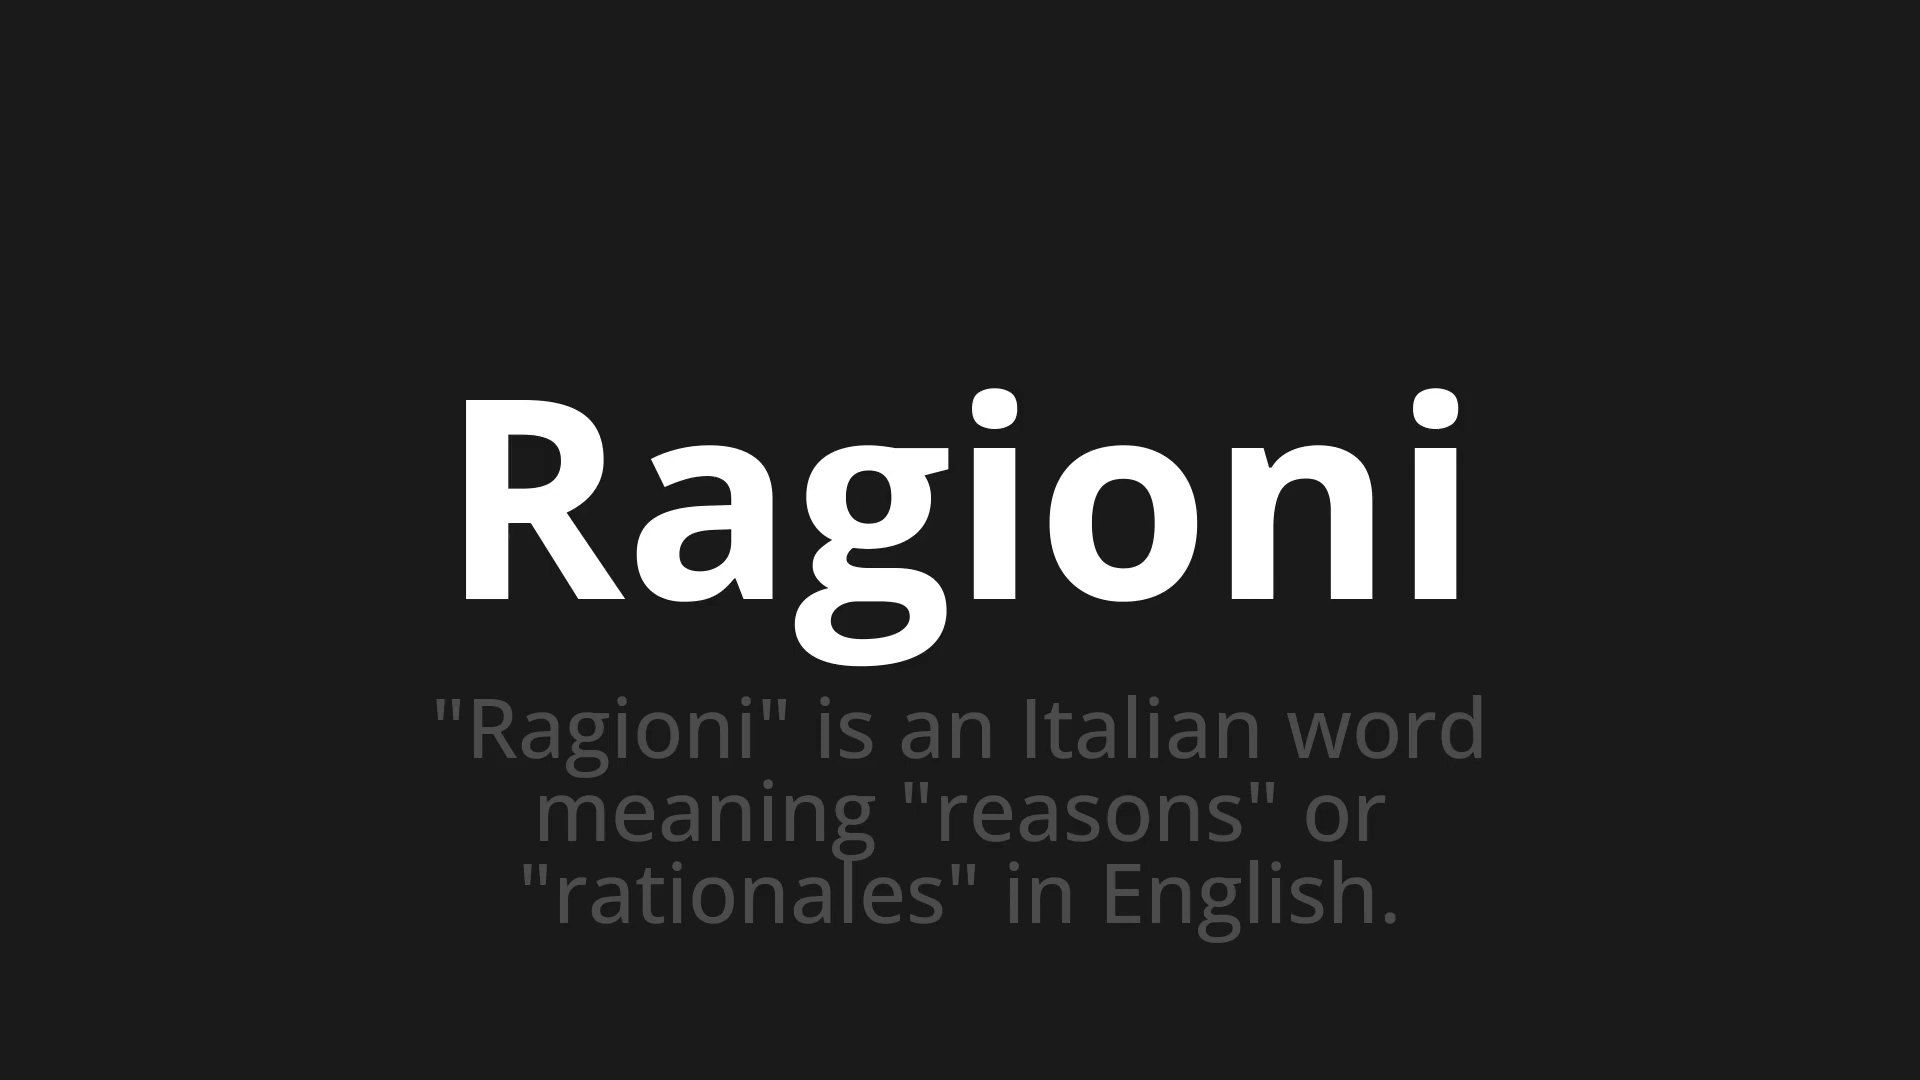 Ragioni
"Ragioni" is an Italian word
meaning "reasons" or
"rationales" in English.